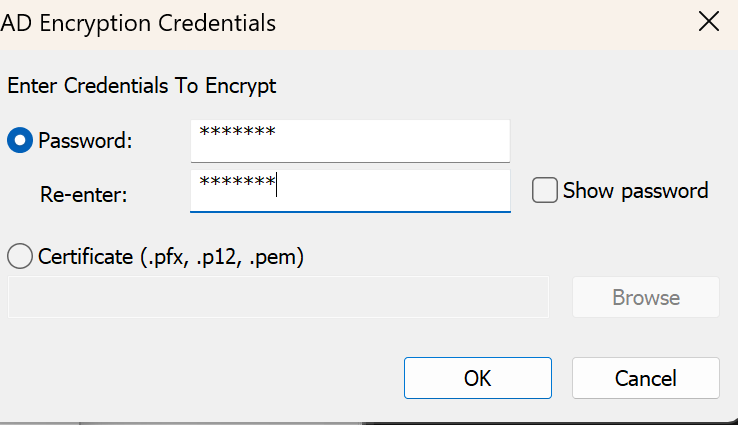 AD Encryption Credentials
Enter Credentials To Encrypt
Password: *******
Re-enter: ******* Show password
Certificate (.pfx, .p12, .pem)
Browse
OK Cancel